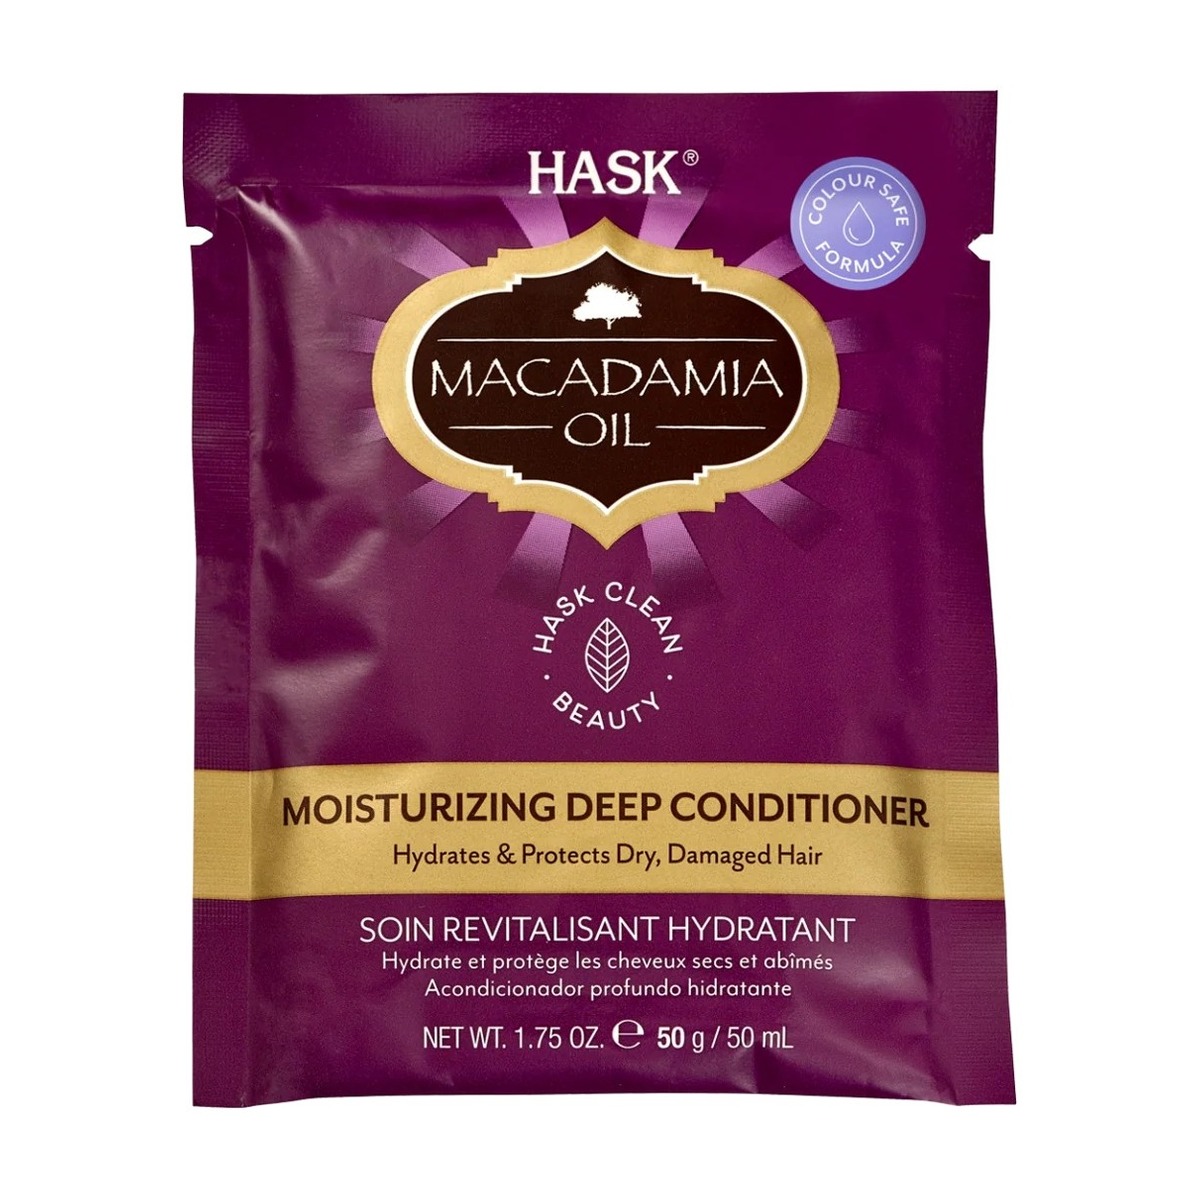 HASK®
COLOUR SAFE
FORMULA
MACADAMIA
OIL
HASK CLEAN
· BEAUTY ·
MOISTURIZING DEEP CONDITIONER
Hydrates & Protects Dry, Damaged Hair
SOIN REVITALISANT HYDRATANT
Hydrate et protège les cheveux secs et abîmés
Acondicionador profundo hidratante
NET WT. 1.75 OZ. ℮ 50 g / 50 mL